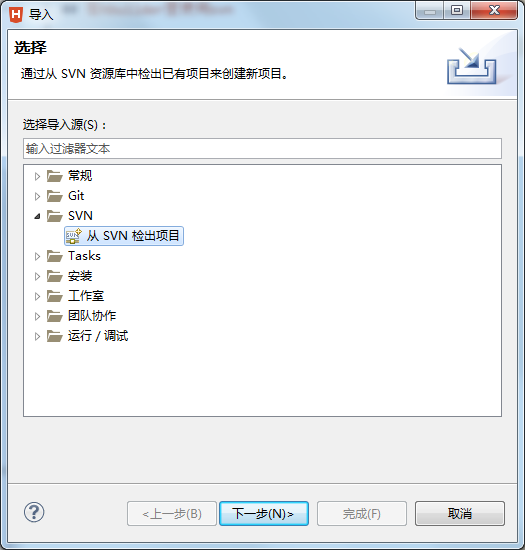 导入
选择
通过从 SVN 资源库中检出已有项目来创建新项目。
选择导入源(S)：
输入过滤器文本
常规
Git
SVN
从 SVN 检出项目
Tasks
安装
工作室
团队协作
运行 / 调试
<上一步(B)
下一步(N)>
完成(F)
取消